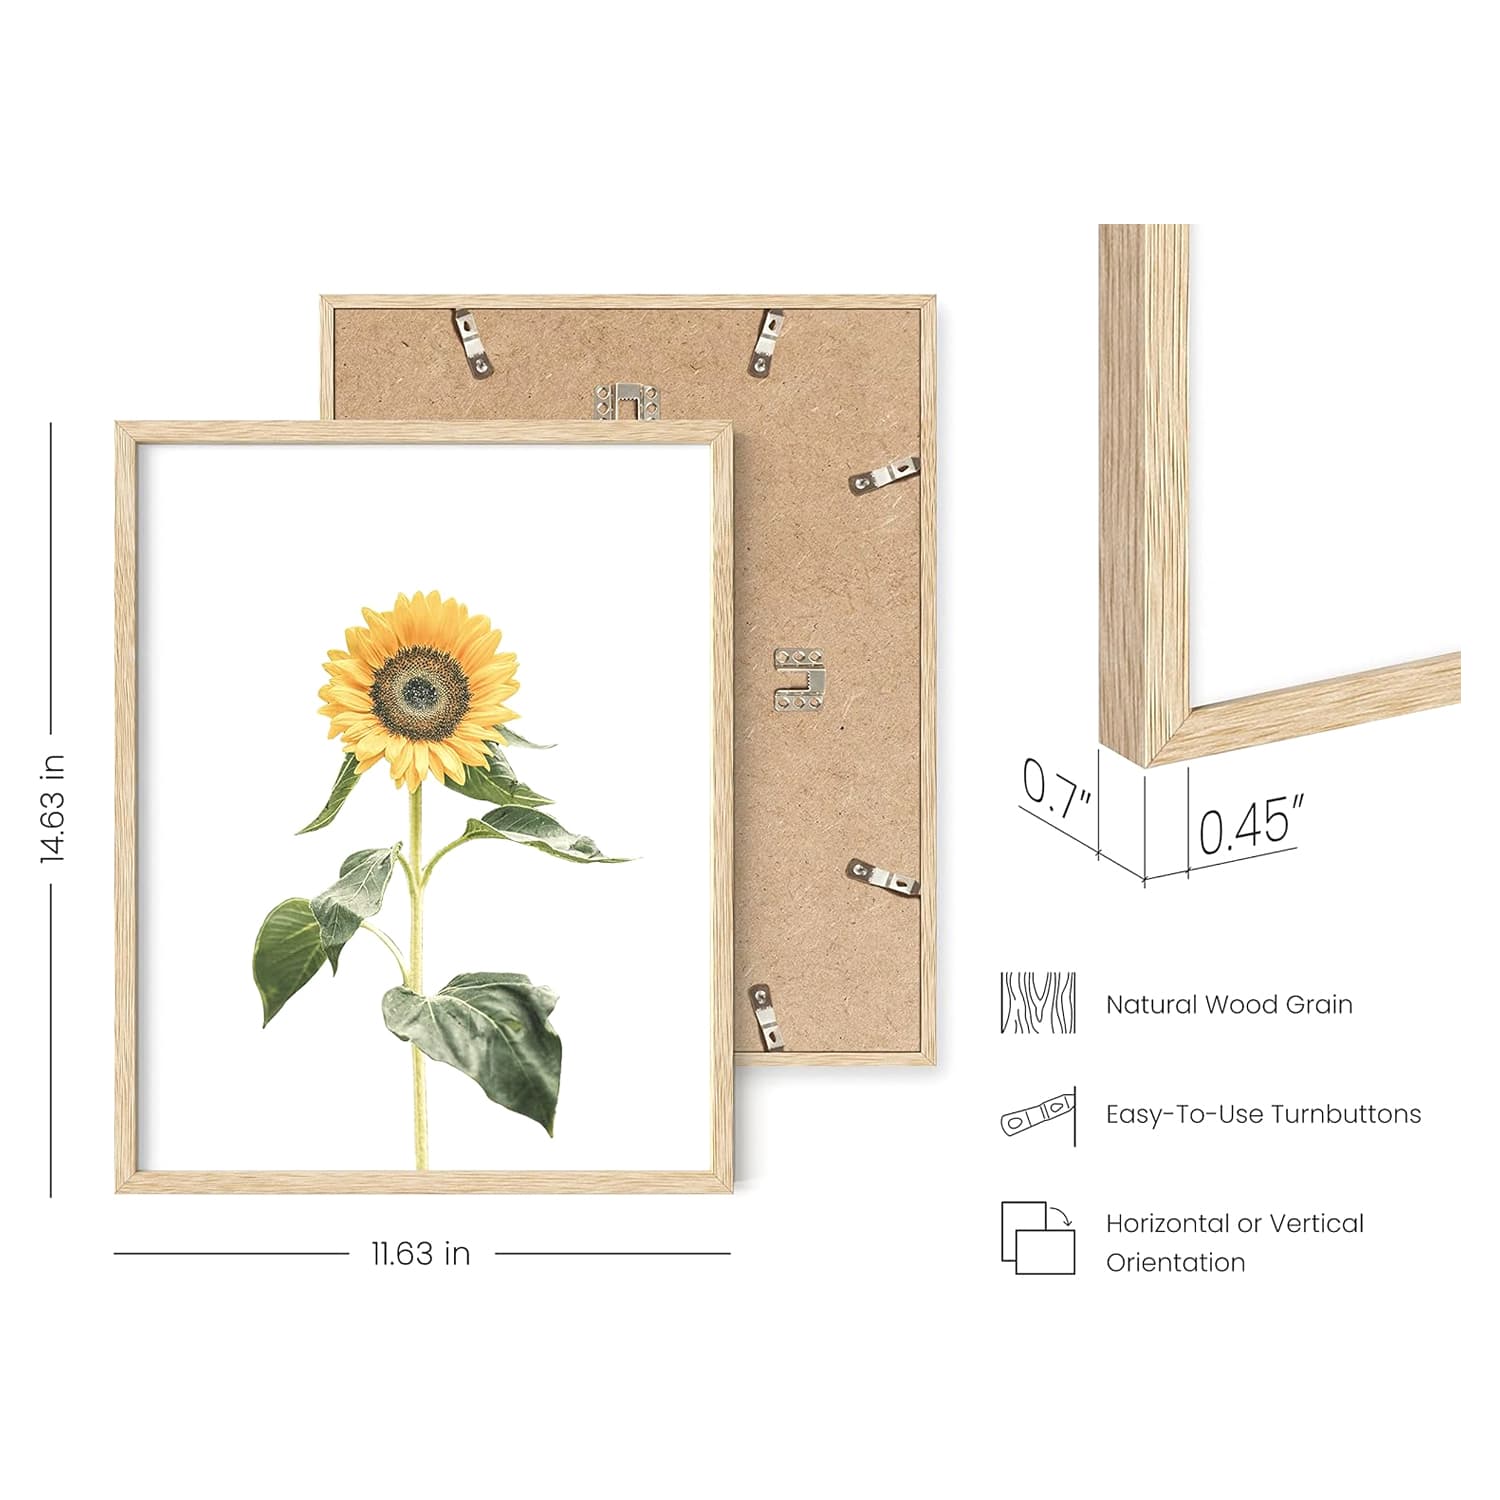 14.63 in
11.63 in
0.7"
0.45"
Natural Wood Grain
Easy-To-Use Turnbuttons
Horizontal or Vertical
Orientation